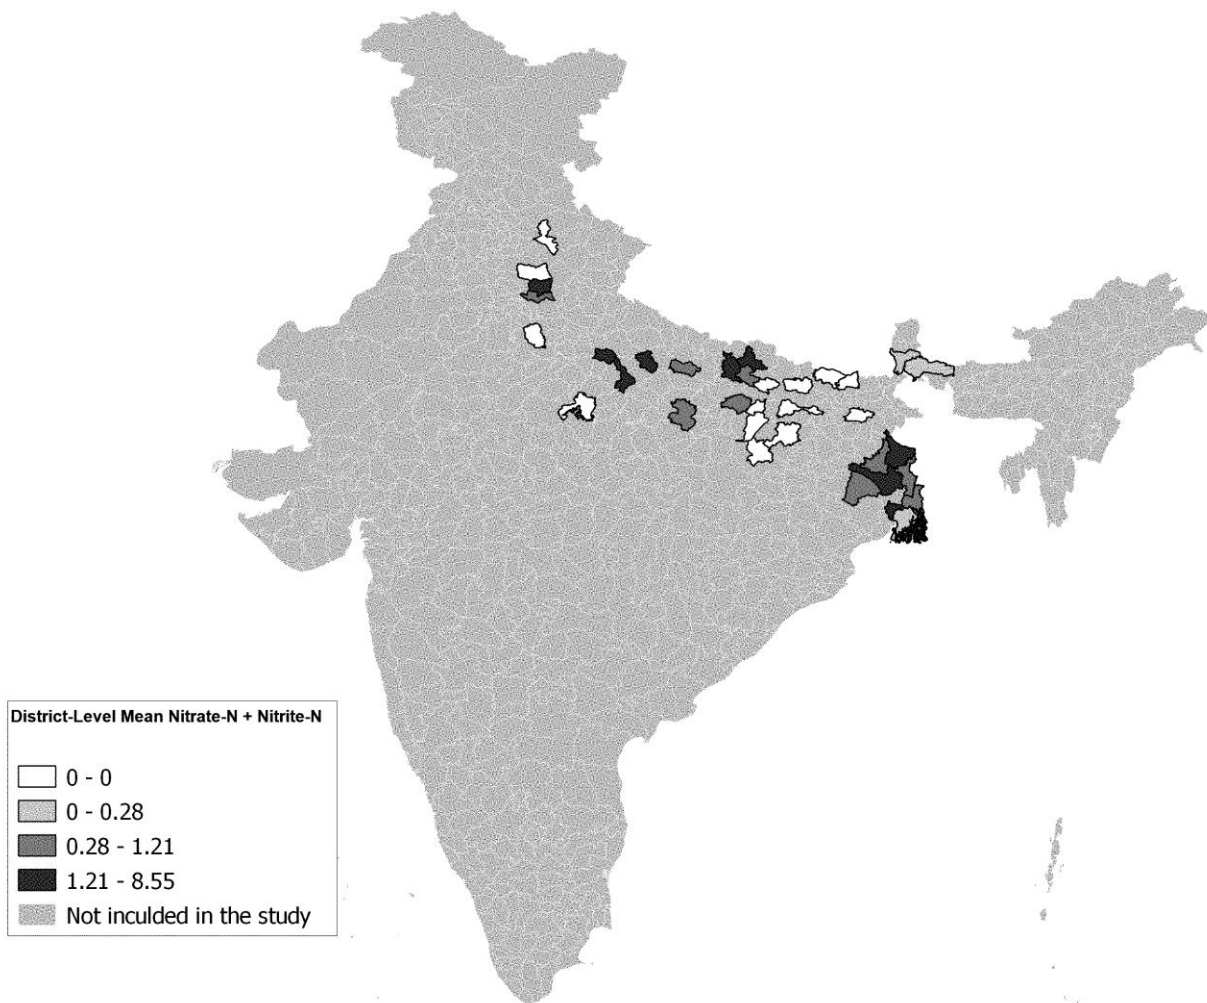 District-Level Mean Nitrate-N + Nitrite-N
0 - 0
0 - 0.28
0.28 - 1.21
1.21 - 8.55
Not inculded in the study